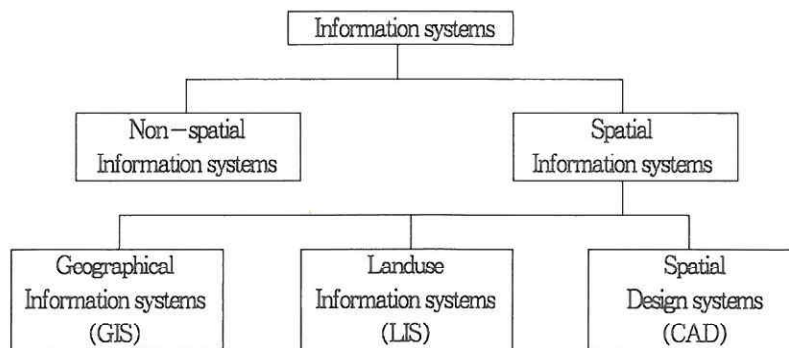 Information systems
Non-spatial
Information systems
Spatial
Information systems
Geographical
Information systems
(GIS)
Landuse
Information systems
(LIS)
Spatial
Design systems
(CAD)